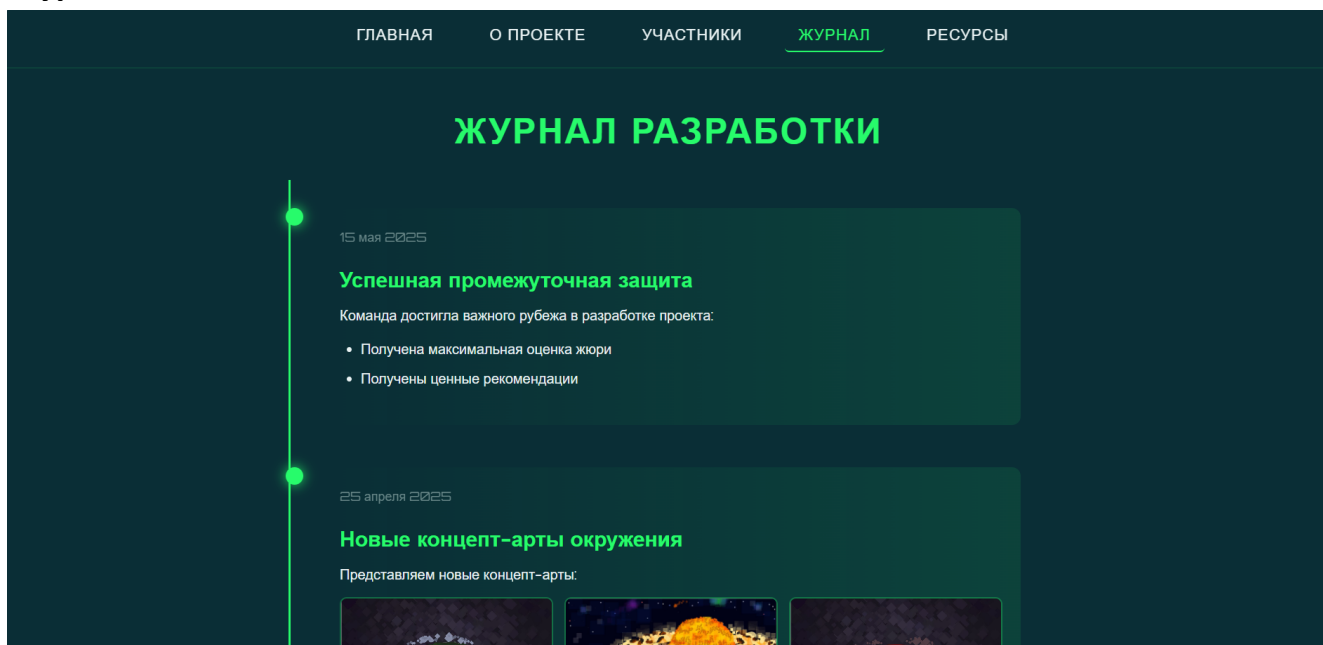 ГЛАВНАЯ О ПРОЕКТЕ УЧАСТНИКИ ЖУРНАЛ РЕСУРСЫ
ЖУРНАЛ РАЗРАБОТКИ
15 мая 2025
Успешная промежуточная защита
Команда достигла важного рубежа в разработке проекта:
• Получена максимальная оценка жюри
• Получены ценные рекомендации
25 апреля 2025
Новые концепт-арты окружения
Представляем новые концепт-арты: